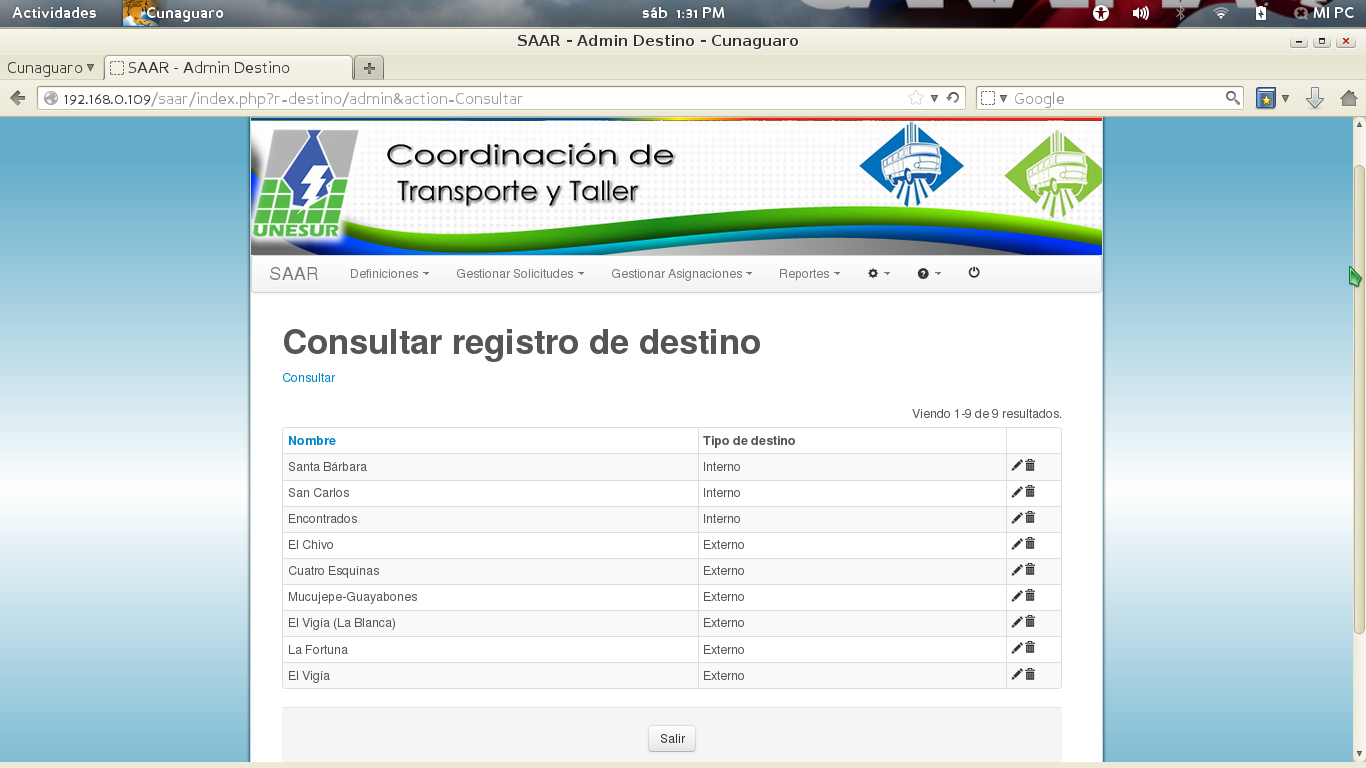 Actividades Cunaguaro sáb 1:31 PM MI PC
SAAR - Admin Destino - Cunaguaro
Cunaguaro SAAR - Admin Destino
192.168.0.109/saar/index.php?r-destino/admin&action-Consultar Google
UNESUR
Coordinación de
Transporte y Taller
SAAR Definiciones Gestionar Solicitudes Gestionar Asignaciones Reportes
Consultar registro de destino
Consultar
Viendo 1-9 de 9 resultados.
Nombre Tipo de destino
Santa Bárbara Interno
San Carlos Interno
Encontrados Interno
El Chivo Externo
Cuatro Esquinas Externo
Mucujepe-Guayabones Externo
El Vigía (La Blanca) Externo
La Fortuna Externo
El Vigía Externo
Salir